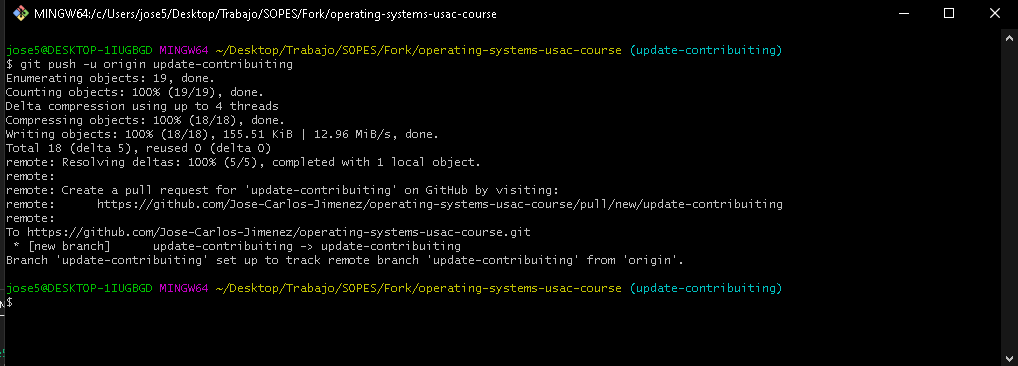 MINGW64:/c/Users/jose5/Desktop/Trabajo/SOPES/Fork/operating-systems-usac-course
jose5@DESKTOP-1IUGBGD MINGW64 ~/Desktop/Trabajo/SOPES/Fork/operating-systems-usac-course (update-contribuiting)
$ git push -u origin update-contribuiting
Enumerating objects: 19, done.
Counting objects: 100% (19/19), done.
Delta compression using up to 4 threads
Compressing objects: 100% (18/18), done.
Writing objects: 100% (18/18), 155.51 KiB | 12.96 MiB/s, done.
Total 18 (delta 5), reused 0 (delta 0)
remote: Resolving deltas: 100% (5/5), completed with 1 local object.
remote:
remote: Create a pull request for 'update-contribuiting' on GitHub by visiting:
remote:      https://github.com/Jose-Carlos-Jimenez/operating-systems-usac-course/pull/new/update-contribuiting
remote:
To https://github.com/Jose-Carlos-Jimenez/operating-systems-usac-course.git
 * [new branch]      update-contribuiting -> update-contribuiting
Branch 'update-contribuiting' set up to track remote branch 'update-contribuiting' from 'origin'.
jose5@DESKTOP-1IUGBGD MINGW64 ~/Desktop/Trabajo/SOPES/Fork/operating-systems-usac-course (update-contribuiting)
$